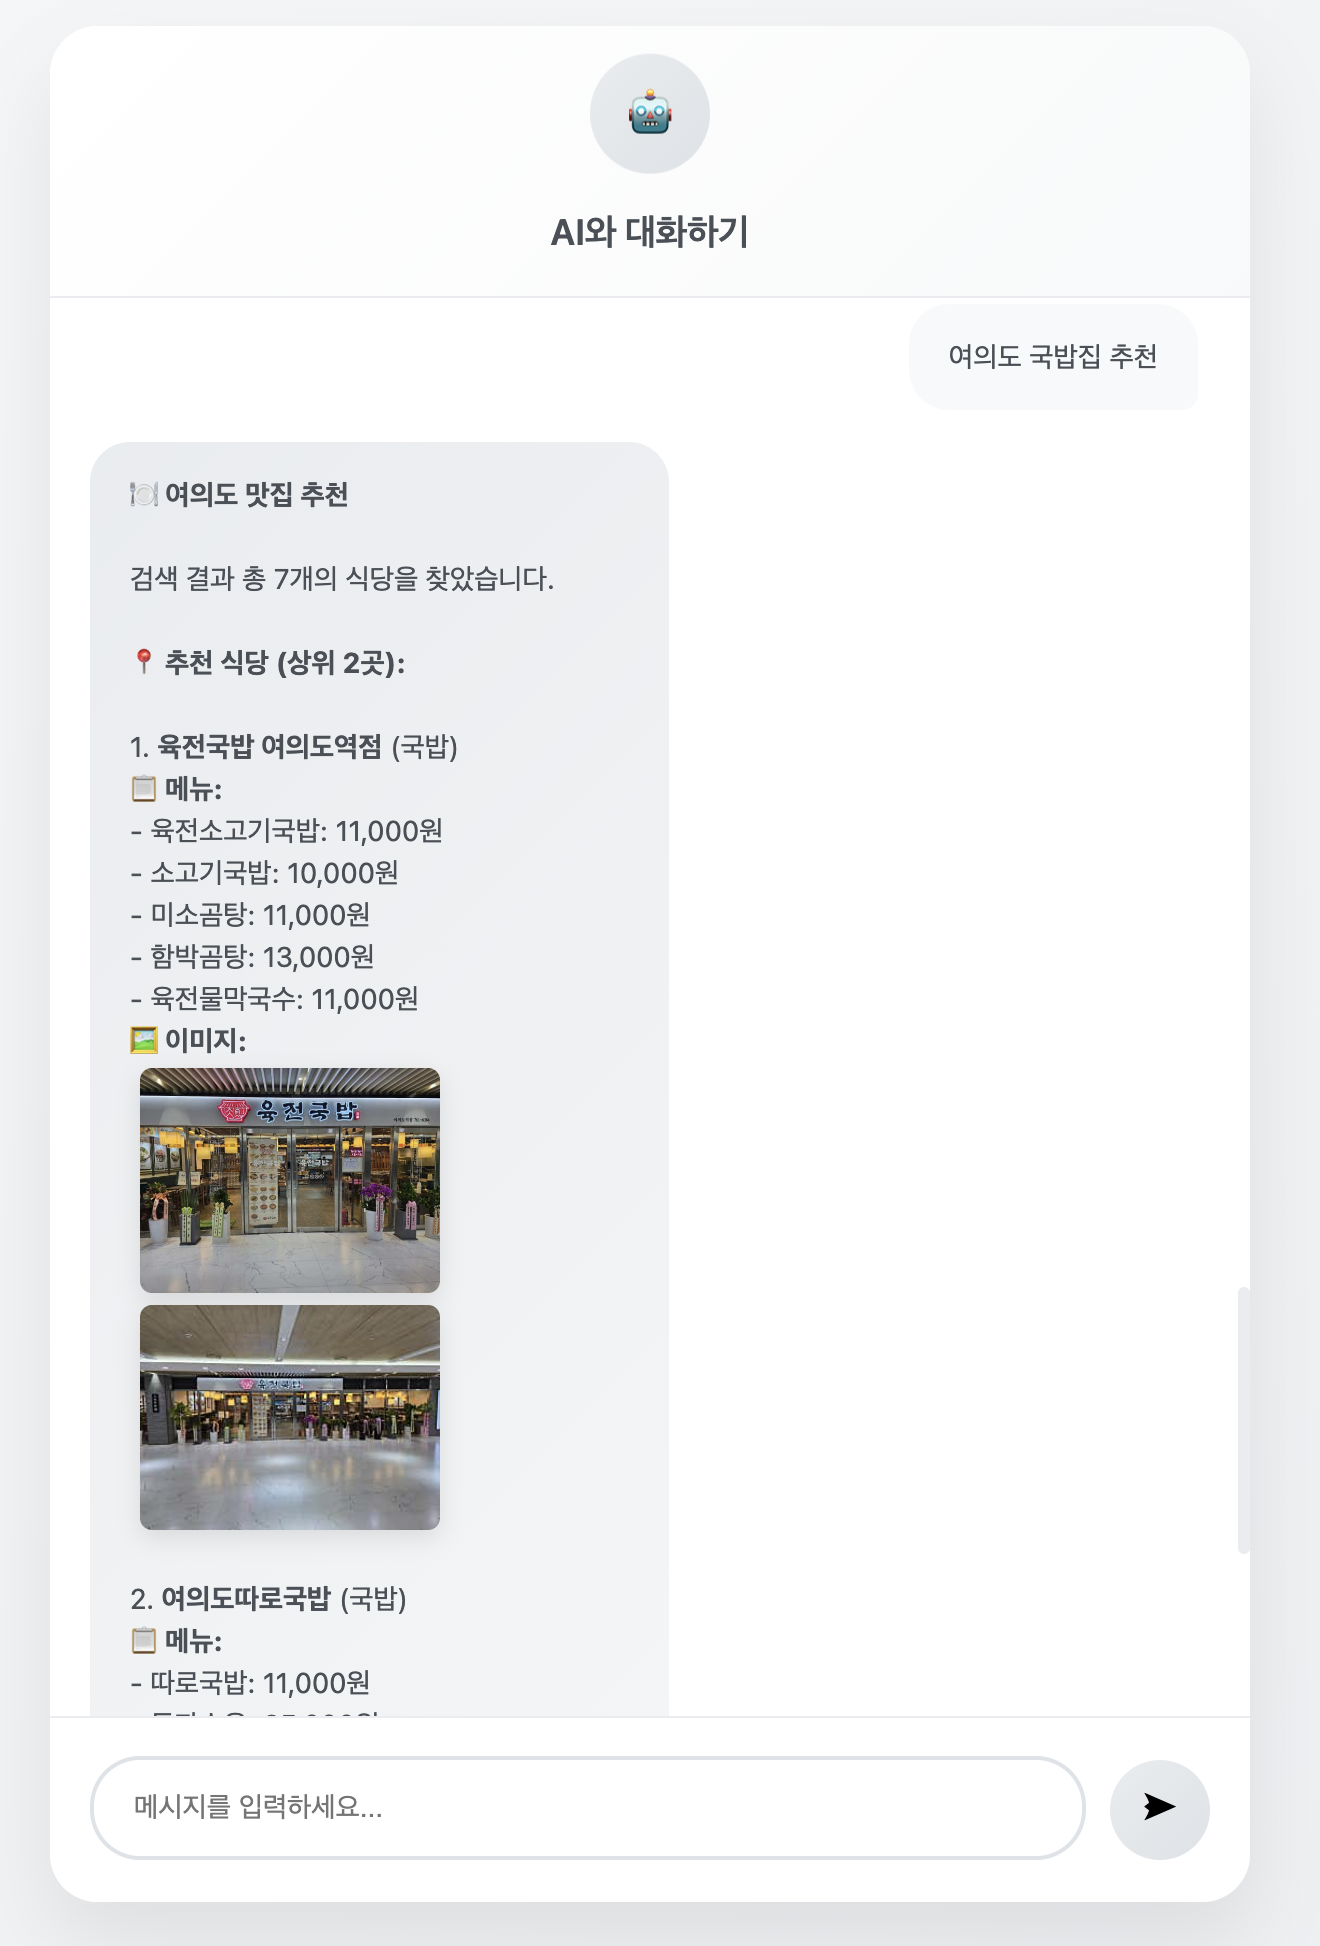 AI와 대화하기
여의도 국밥집 추천
여의도 맛집 추천
검색 결과 총 7개의 식당을 찾았습니다.
추천 식당 (상위 2곳):
1. 육전국밥 여의도역점 (국밥)
메뉴:
- 육전소고기국밥: 11,000원
- 소고기국밥: 10,000원
- 미소곰탕: 11,000원
- 함박곰탕: 13,000원
- 육전물막국수: 11,000원
이미지:
육전국밥
육전국밥
2. 여의도따로국밥 (국밥)
메뉴:
- 따로국밥: 11,000원
메시지를 입력하세요...